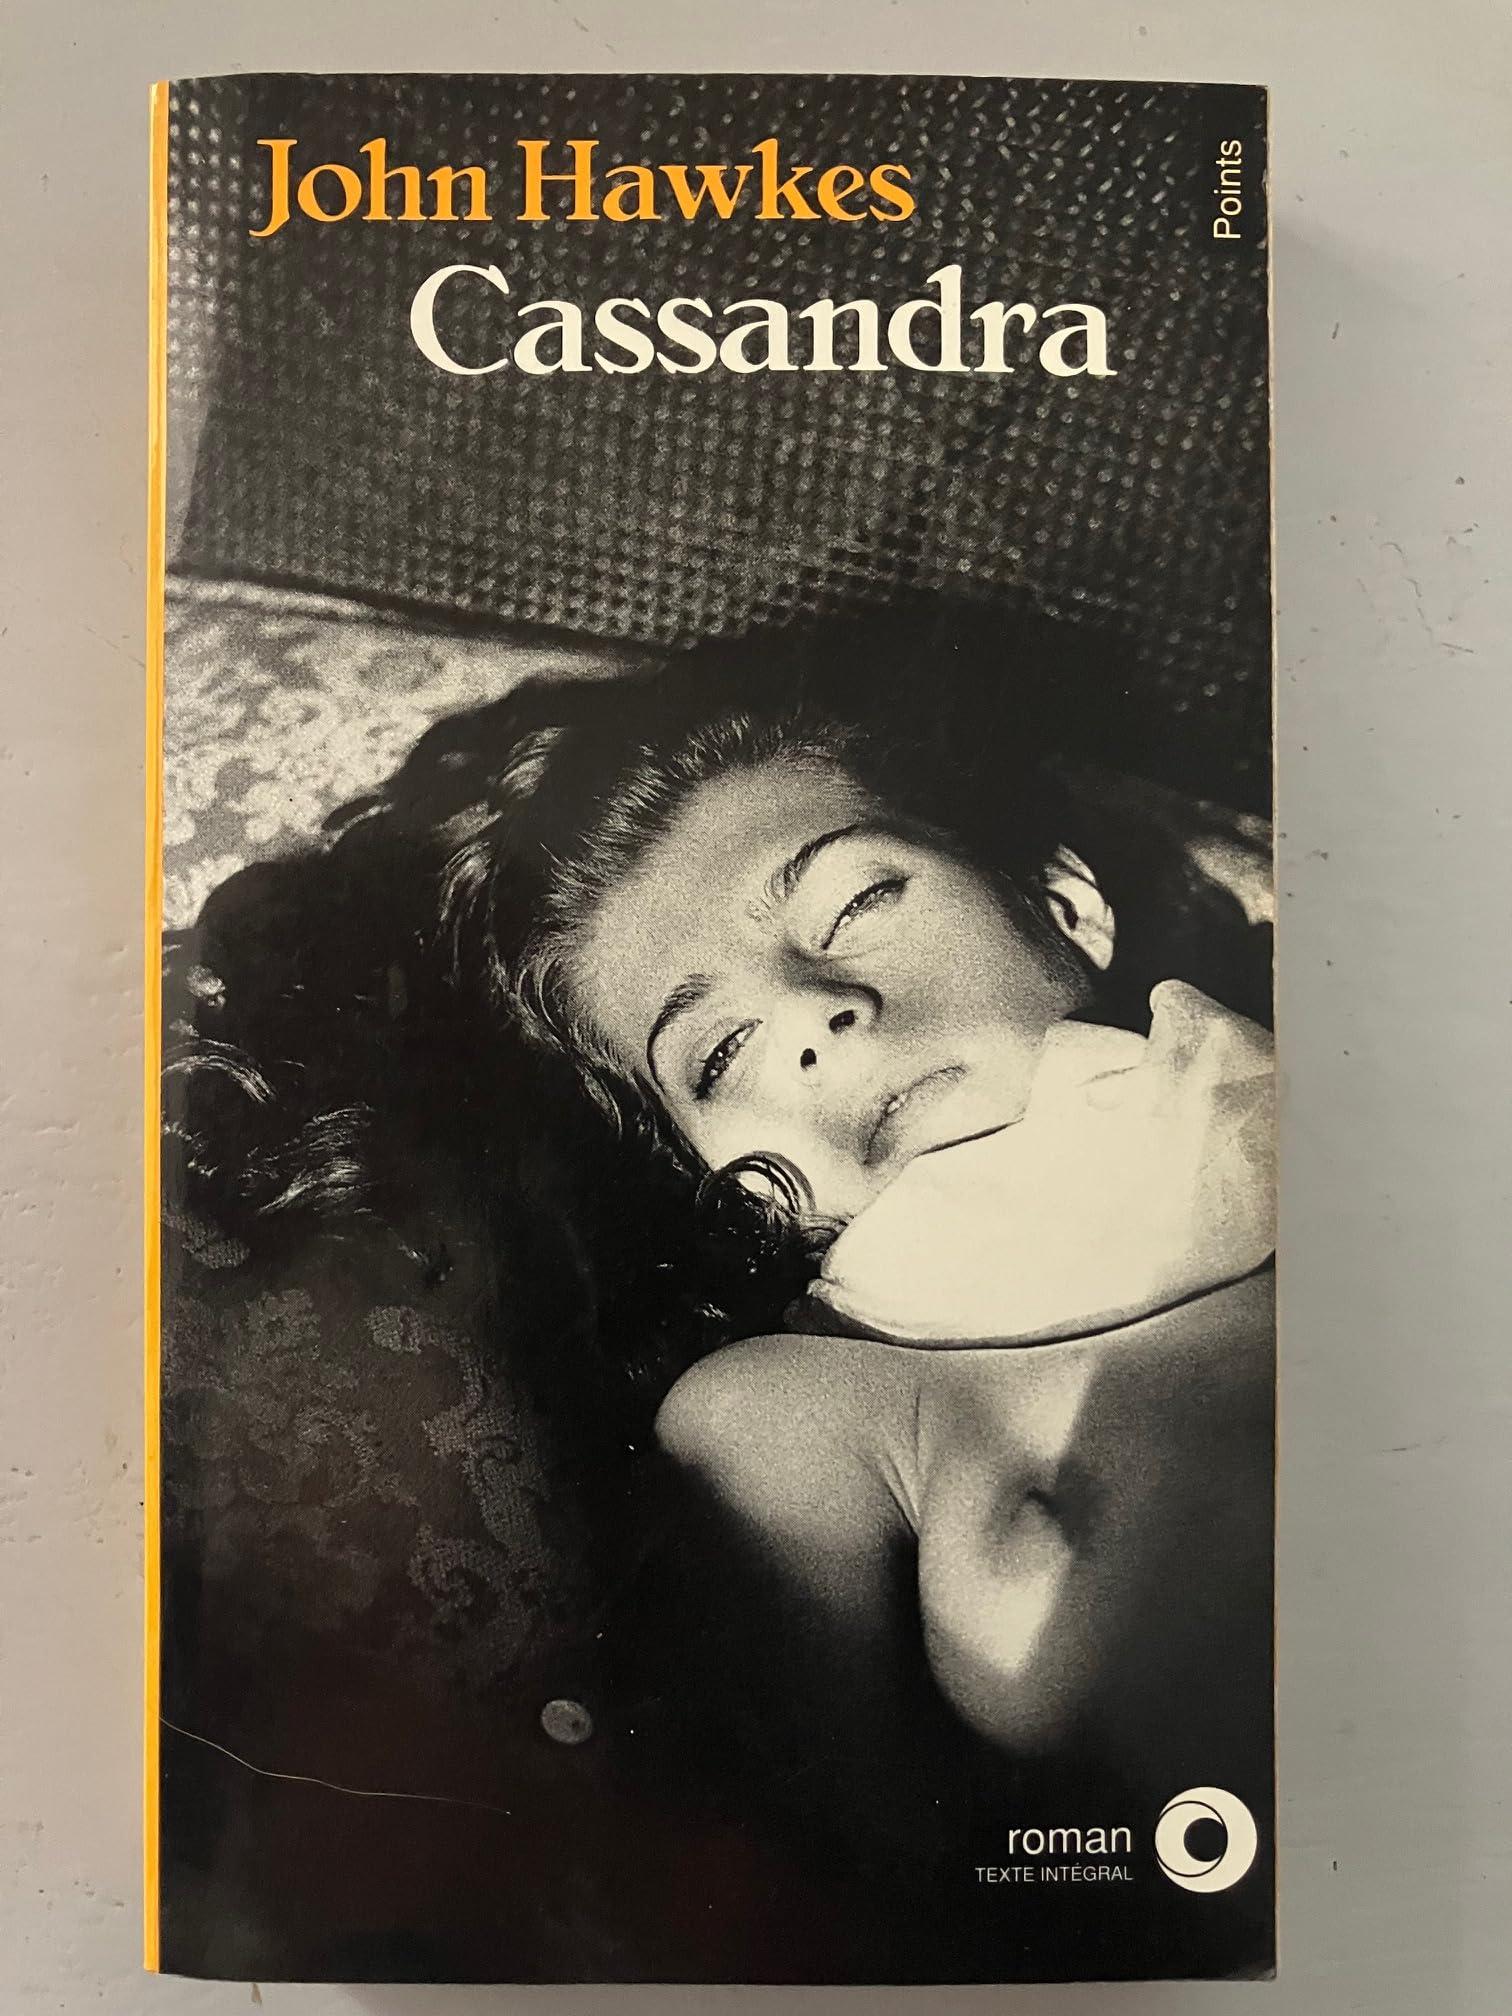 John Hawkes
Cassandra
Points
roman
TEXTE INTÉGRAL